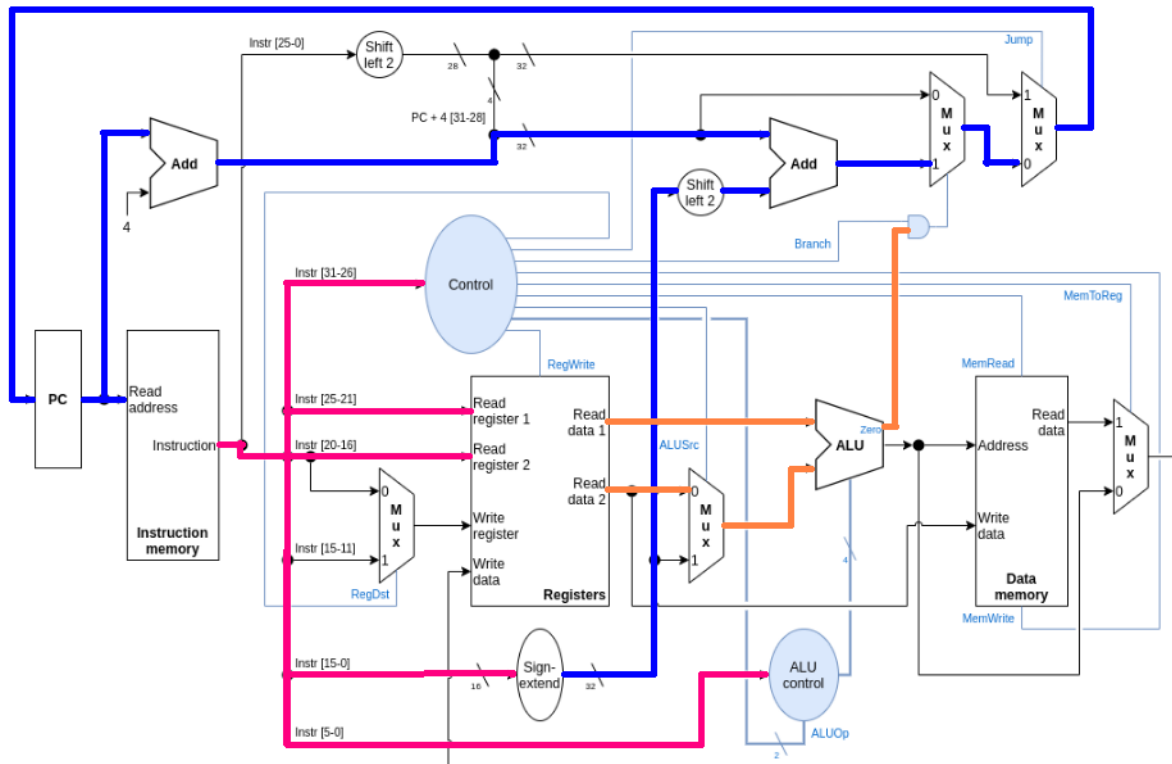 Instr [25-0]
Shift
left 2
28
32
Jump
4
PC + 4 [31-28]
32
0
M
u
x
1
1
M
u
x
0
Add
4
Add
Shift
left 2
Branch
Instr [31-26]
Control
MemToReg
RegWrite
MemRead
PC
Read
address
Instruction
Instruction
memory
Instr [25-21]
Read
register 1
Instr [20-16]
Read
register 2
Read
data 1
Read
data 2
ALUSrc
Zero
ALU
Address
Read
data
1
M
u
x
0
0
M
u
x
1
Write
register
Instr [15-11]
Write
data
RegDst
Registers
0
M
u
x
1
4
Write
data
Data
memory
MemWrite
Instr [15-0]
16
Sign-
extend
32
ALU
control
Instr [5-0]
ALUOp
2